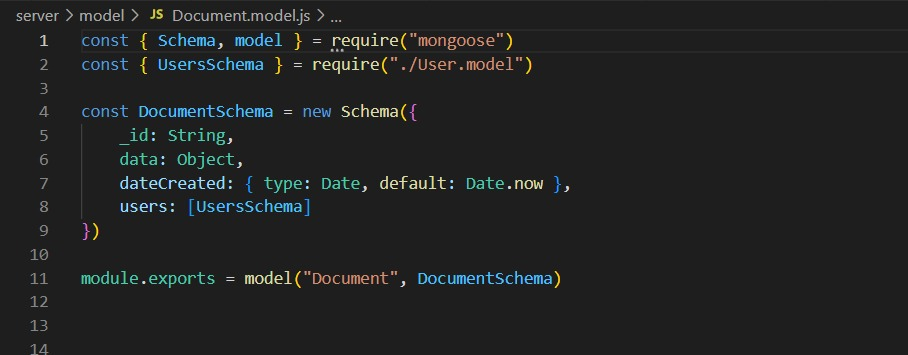 server > model > JS Document.model.js > ...
1 const { Schema, model } = require("mongoose")
2 const { UsersSchema } = require("./User.model")
3
4 const DocumentSchema = new Schema({
5     _id: String,
6     data: Object,
7     dateCreated: { type: Date, default: Date.now },
8     users: [UsersSchema]
9 })
10
11 module.exports = model("Document", DocumentSchema)
12
13
14